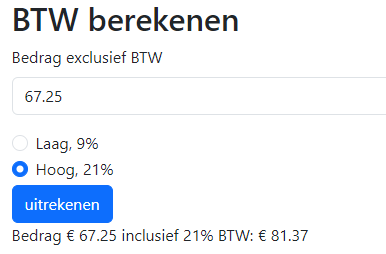 BTW berekenen
Bedrag exclusief BTW
67.25
Laag, 9%
Hoog, 21%
uitrekenen
Bedrag € 67.25 inclusief 21% BTW: € 81.37